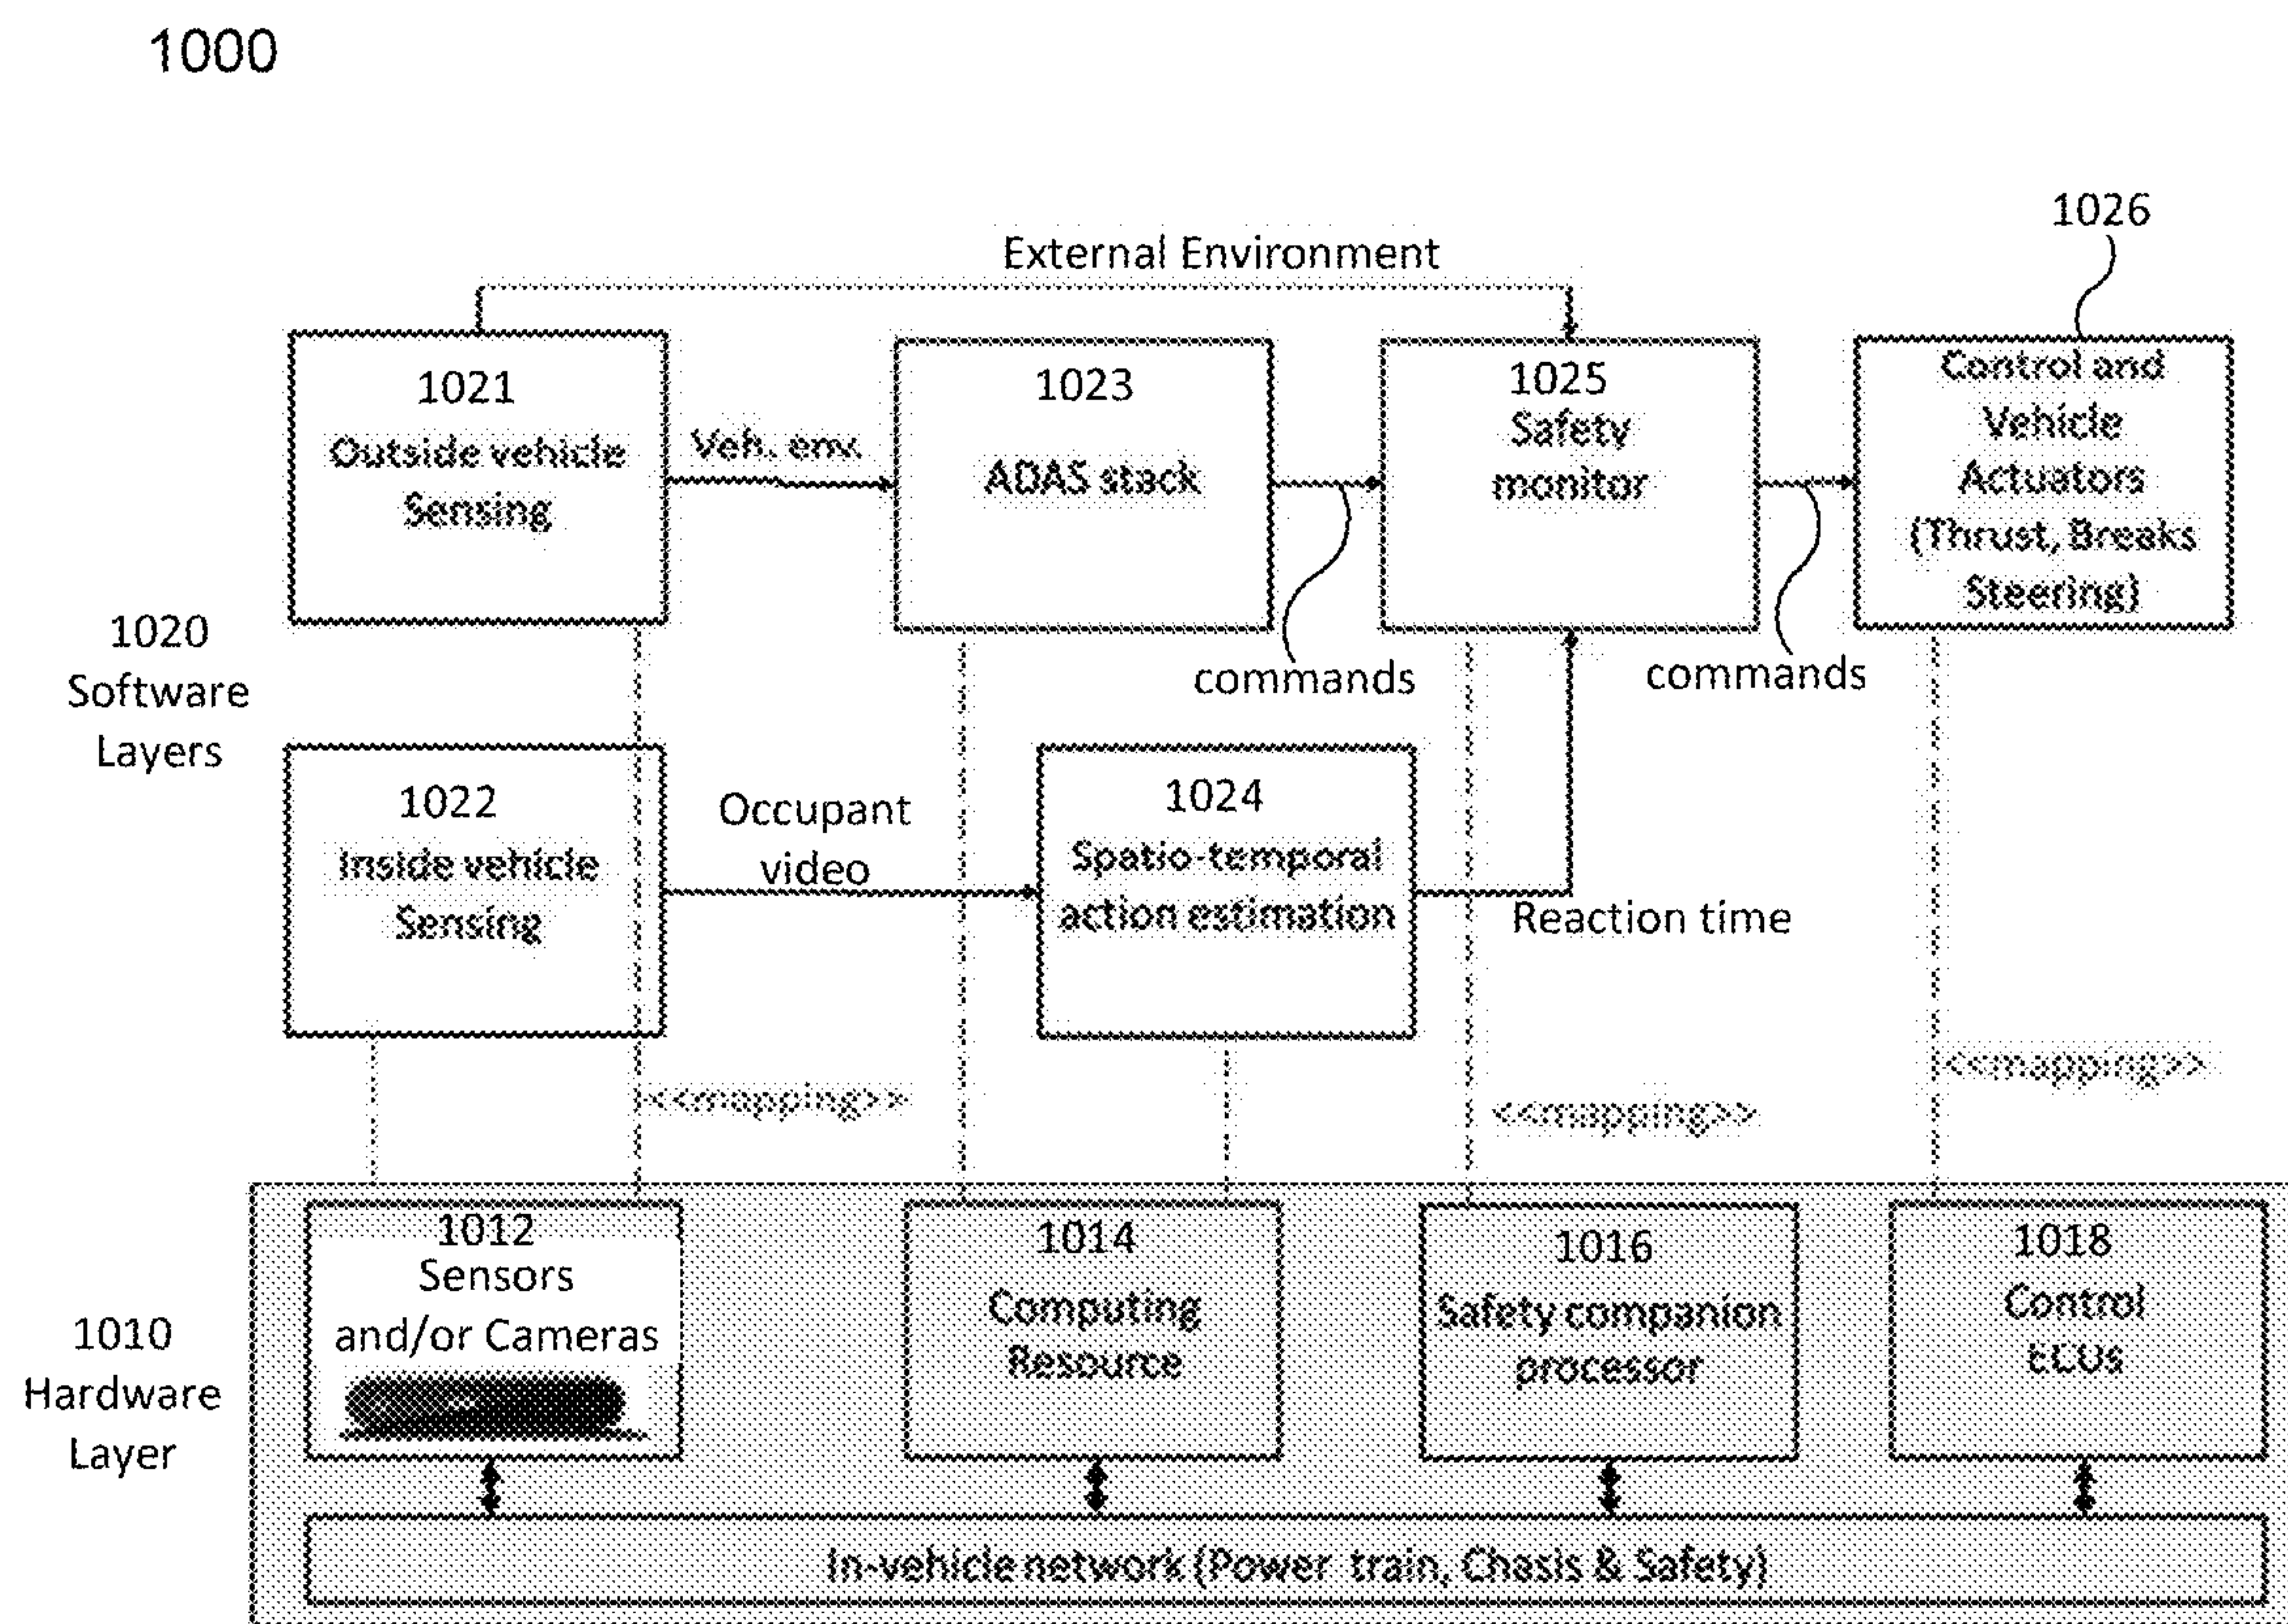 1000
External Environment
1026
1021
Outside vehicle
Sensing
Veh. env.
1023
ADAS stack
1025
Safety
monitor
Control and
Vehicle
Actuators
(Thrust, Breaks
Steering)
commands
commands
1020
Software
Layers
1022
Inside vehicle
Sensing
Occupant
video
1024
Spatio-temporal
action estimation
Reaction time
<<mapping>>
<<mapping>>
<<mapping>>
1010
Hardware
Layer
1012
Sensors
and/or Cameras
1014
Computing
Resource
1016
Safety companion
processor
1018
Control
ECUs
In-vehicle network (Power train, Chasis & Safety)